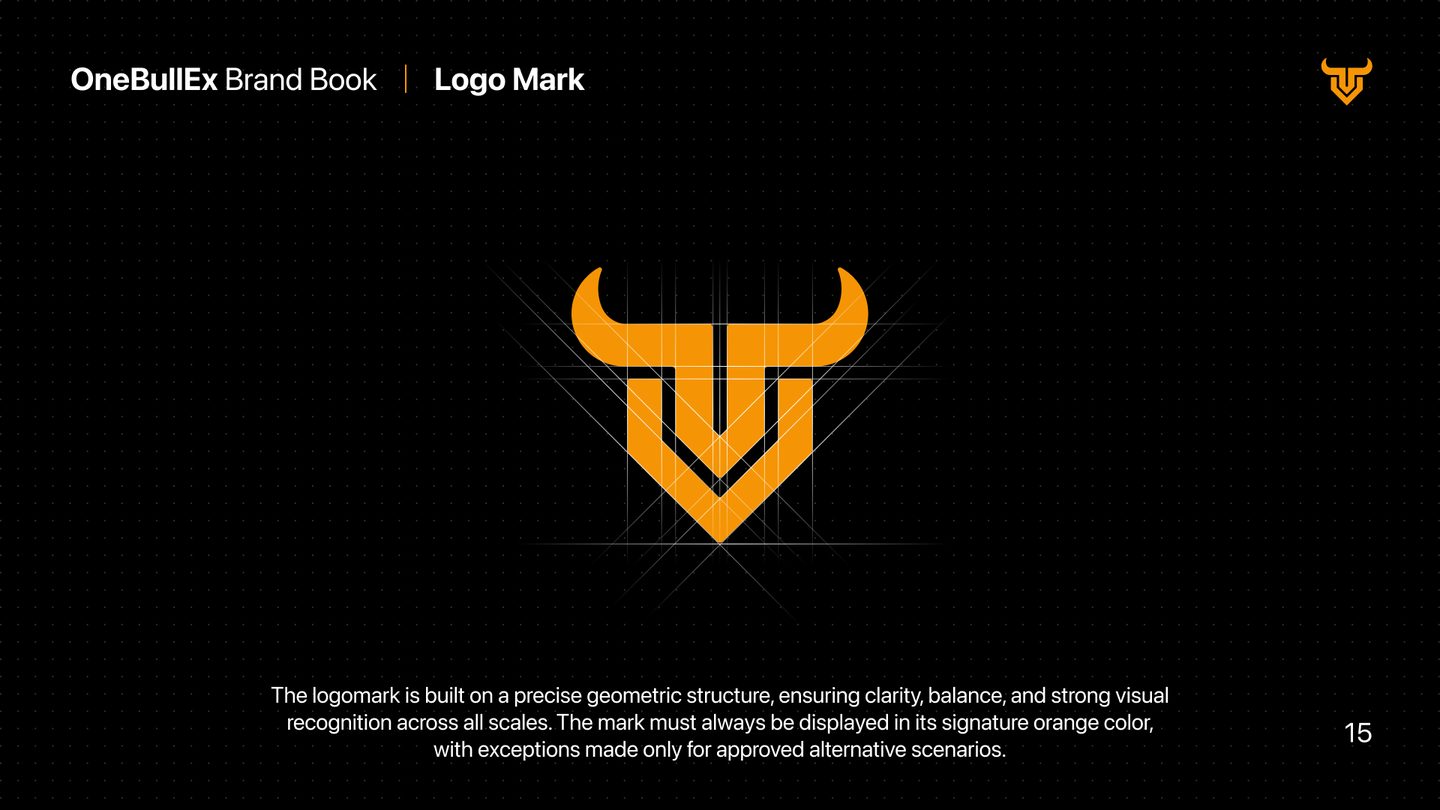 OneBullEx Brand Book | Logo Mark
The logomark is built on a precise geometric structure, ensuring clarity, balance, and strong visual
recognition across all scales. The mark must always be displayed in its signature orange color,
with exceptions made only for approved alternative scenarios.
15